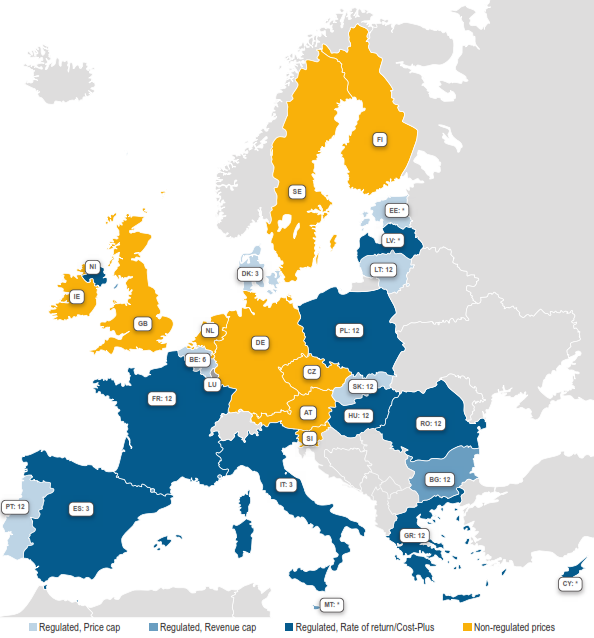 FI
SE
EE: *
LV: *
NI
LT: 12
DK: 3
IE
GB
NL
PL: 12
DE
BE: 6
CZ
LU
SK: 12
FR: 12
AT
HU: 12
RO: 12
SI
BG: 12
IT: 3
PT: 12
ES: 3
GR: 12
CY: *
MT: *
Regulated, Price cap Regulated, Revenue cap Regulated, Rate of return/Cost-Plus Non-regulated prices